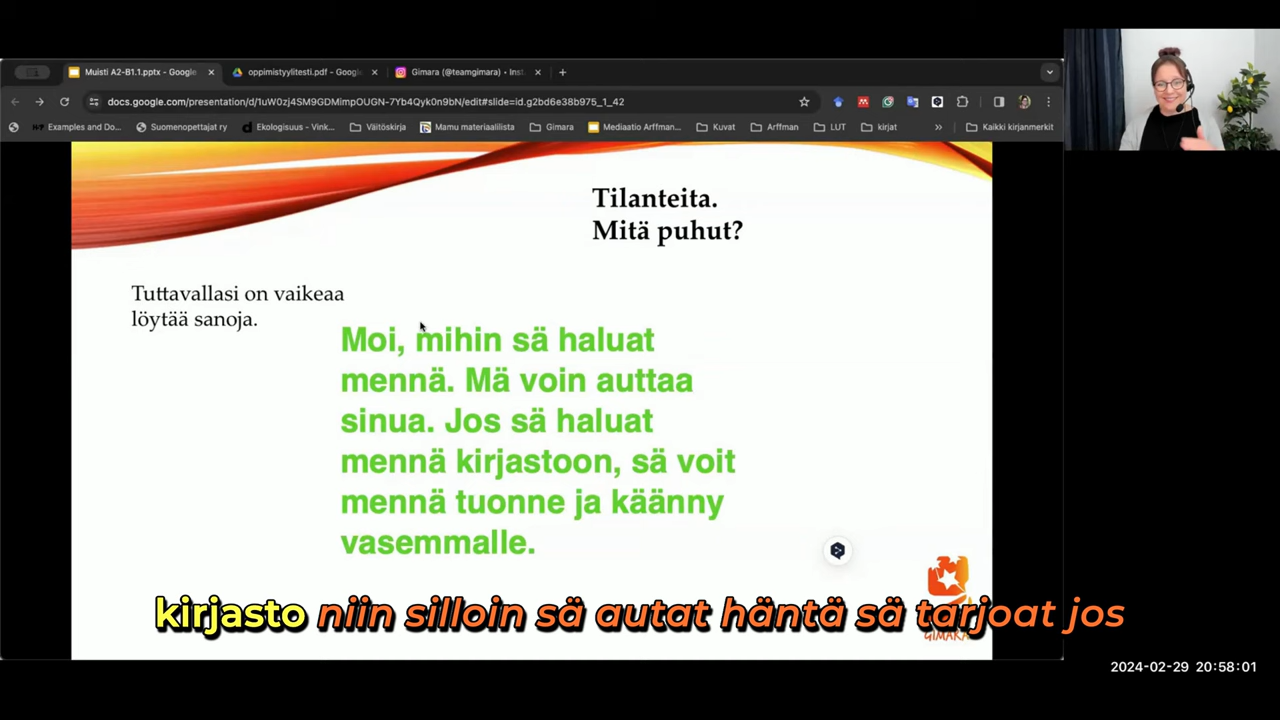 Muisti A2-B1.1.pptx - Google
oppimistyylitesti.pdf - Google
Gimara (@teamgimara) • Inst
docs.google.com/presentation/d/1uW0zj4SM9GDMimpOUGN-7Yb4Qyk0n9bN/edit#slide=id.g2bd6e38b975_1_42
Examples and Do...
Suomenopettajat ry
Ekologisuus - Vink...
Väitöskirja
Mamu materiaalilista
Gimara
Mediaatio Arffman...
Kuvat
Arffman
LUT
kirjat
»
Kaikki kirjanmerkit
Tilanteita.
Mitä puhut?
Tuttavallasi on vaikeaa
löytää sanoja.
Moi, mihin sä haluat
mennä. Mä voin auttaa
sinua. Jos sä haluat
mennä kirjastoon, sä voit
mennä tuonne ja käänny
vasemmalle.
kirjasto niin silloin sä autat häntä sä tarjoat jos
GIMARA
2024-02-29 20:58:01